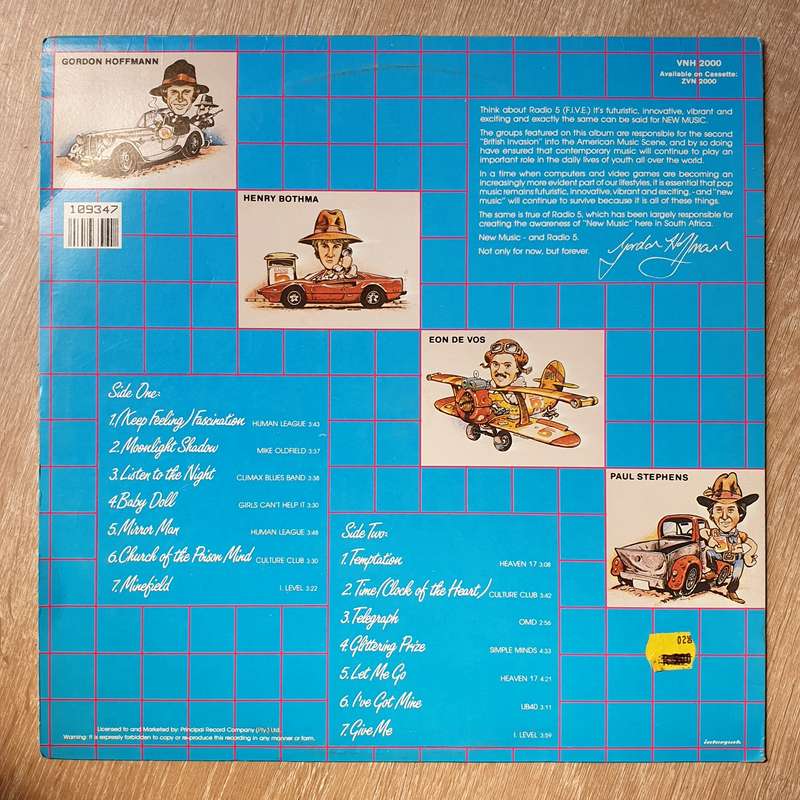 GORDON HOFFMANN
VNH 2000
Available on Cassette:
ZVN 2000
Think about Radio 5 (F.I.V.E.) It's futuristic, innovative, vibrant and
exciting and exactly the same can be said for NEW MUSIC.
The groups featured on this album are responsible for the second
"British Invasion" into the American Music Scene, and by so doing
have ensured that contemporary music will continue to play an
important role in the daily lives of youth all over the world.
In a time when computers and video games are becoming an
increasingly more evident part of our lifestyles, it is essential that pop
music remains futuristic, innovative, vibrant and exciting, - and "new
music" will continue to survive because it is all of these things.
The same is true of Radio 5, which has been largely responsible for
creating the awareness of "New Music" here in South Africa.
New Music - and Radio 5.
Not only for now, but forever.
Gordon Hoffmann
109347
HENRY BOTHMA
EON DE VOS
PAUL STEPHENS
Side One:
1. (Keep Feeling) Fascination HUMAN LEAGUE 3:43
2. Moonlight Shadow MIKE OLDFIELD 3:37
3. Listen to the Night CLIMAX BLUES BAND 3:38
4. Baby Doll GIRLS CAN'T HELP IT 3:30
5. Mirror Man HUMAN LEAGUE 3:48
6. Church of the Prison Mind CULTURE CLUB 3:30
7. Minefield I. LEVEL 3:22
Side Two:
1. Temptation HEAVEN 17 3:08
2. Time (Clock of the Heart) CULTURE CLUB 3:42
3. Telegraph OMD 2:56
4. Glittering Prize SIMPLE MINDS 4:33
5. Let Me Go HEAVEN 17 4:21
6. I've Got Mine UB40 3:11
7. Give Me I. LEVEL 3:59
R20
Licensed to and Marketed by: Principal Record Company (Pty.) Ltd.
Warning: It is expressly forbidden to copy or re-produce this recording in any manner or form.
interpak